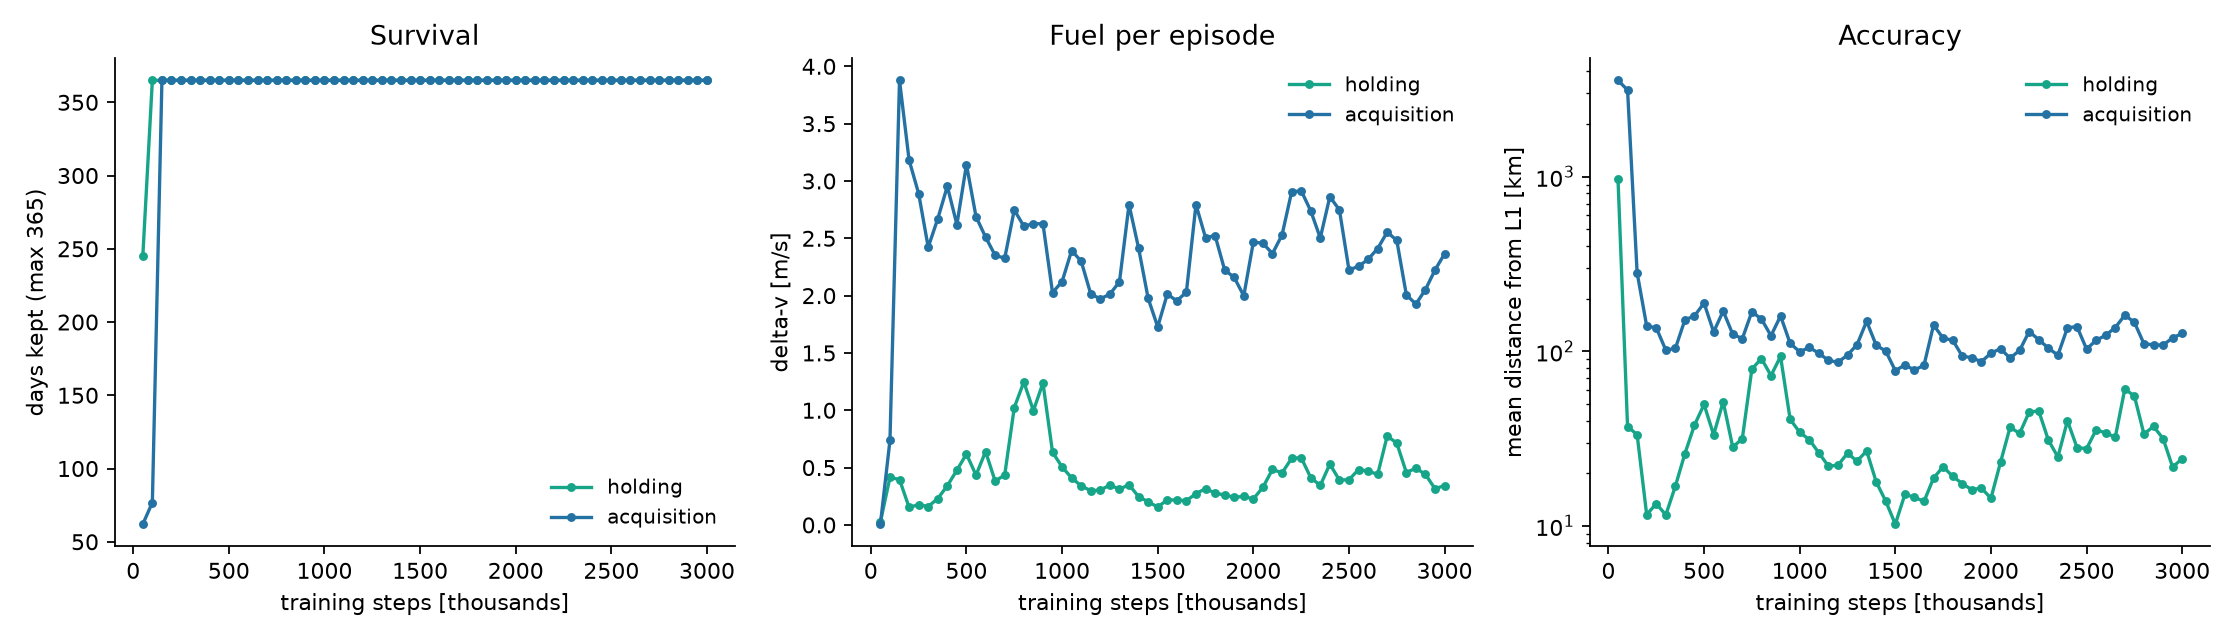 Survival
days kept (max 365)
350
300
250
200
150
100
50
holding
acquisition
0 500 1000 1500 2000 2500 3000
training steps [thousands]
Fuel per episode
delta-v [m/s]
4.0
3.5
3.0
2.5
2.0
1.5
1.0
0.5
0.0
holding
acquisition
0 500 1000 1500 2000 2500 3000
training steps [thousands]
Accuracy
mean distance from L1 [km]
10³
10²
10¹
holding
acquisition
0 500 1000 1500 2000 2500 3000
training steps [thousands]